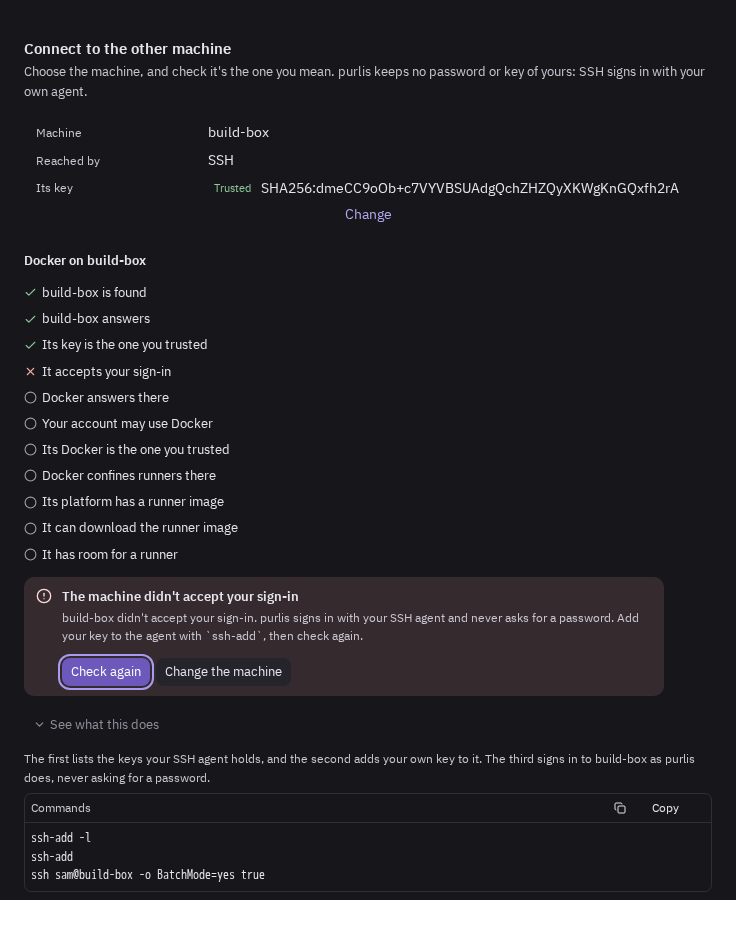 Connect to the other machine
Choose the machine, and check it's the one you mean. purlis keeps no password or key of yours: SSH signs in with your
own agent.
Machine build-box
Reached by SSH
Its key Trusted SHA256:dmeCC9oOb+c7VYVBSUAdgQchZHZQyXKWgKnGQxfh2rA
Change
Docker on build-box
build-box is found
build-box answers
Its key is the one you trusted
It accepts your sign-in
Docker answers there
Your account may use Docker
Its Docker is the one you trusted
Docker confines runners there
Its platform has a runner image
It can download the runner image
It has room for a runner
The machine didn't accept your sign-in
build-box didn't accept your sign-in. purlis signs in with your SSH agent and never asks for a password. Add
your key to the agent with `ssh-add`, then check again.
Check again Change the machine
See what this does
The first lists the keys your SSH agent holds, and the second adds your own key to it. The third signs in to build-box as purlis
does, never asking for a password.
Commands Copy
ssh-add -l
ssh-add
ssh sam@build-box -o BatchMode=yes true